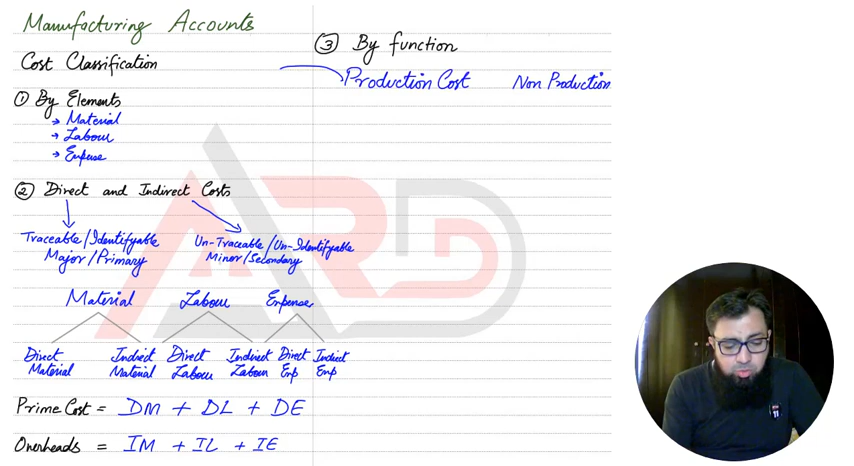 Manufacturing Accounts
Cost Classification
① By Elements
→ Material
→ Labour
→ Expense
② Direct and Indirect Costs
Traceable/Identifyable
Major/Primary
Un-Traceable/Un-Identifyable
Minor/Secondary
Material Labour Expense
Direct Material
Indirect Material
Direct Labour
Indirect Labour
Direct Exp
Indirect Exp
Prime Cost = DM + DL + DE
Overheads = IM + IL + IE
③ By function
Production Cost Non Production
ARD